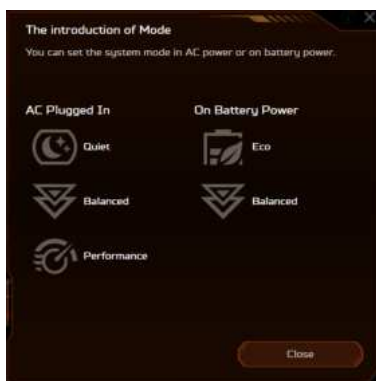 The introduction of Mode
You can set the system mode in AC power or on battery power.
AC Plugged In
On Battery Power
Quiet
Eco
Balanced
Balanced
Performance
Close